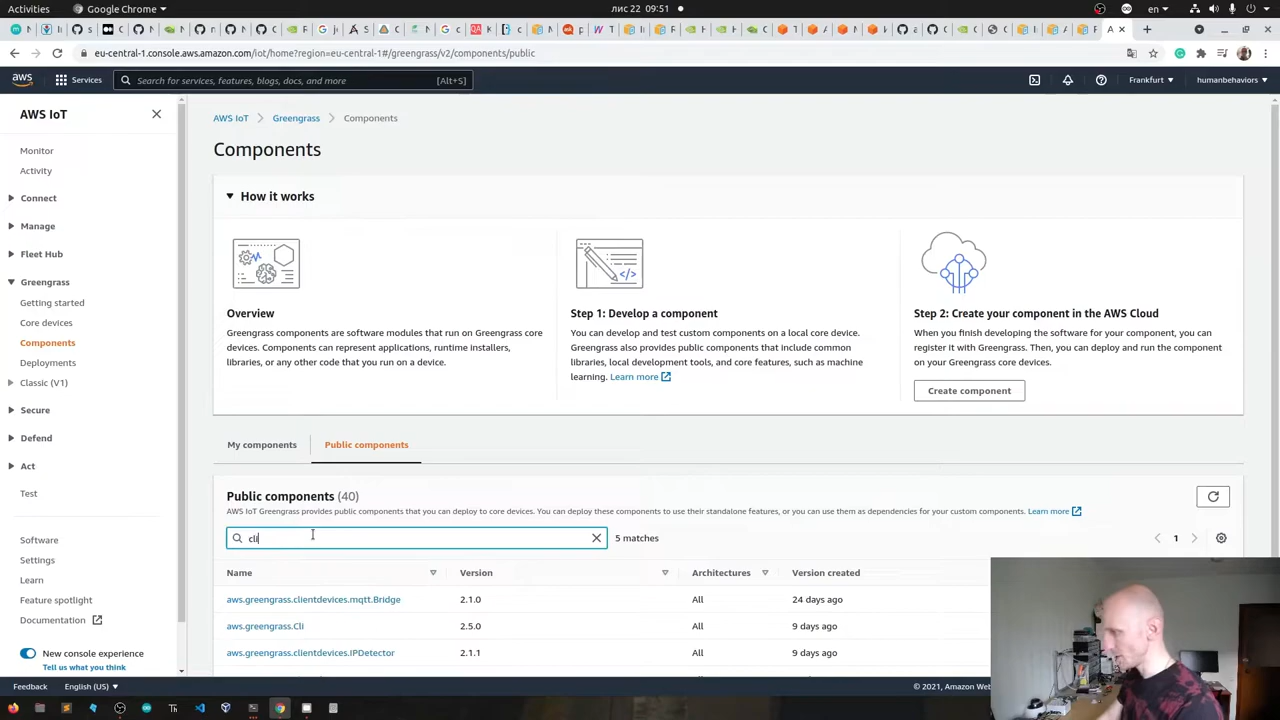 Activities
Google Chrome
лис 22 09:51
en
A
eu-central-1.console.aws.amazon.com/iot/home?region=eu-central-1#/greengrass/v2/components/public
aws
Services
Search for services, features, blogs, docs, and more
[Alt+S]
Frankfurt
humanbehaviors
AWS IoT
Monitor
Activity
Connect
Manage
Fleet Hub
Greengrass
Getting started
Core devices
Components
Deployments
Classic (V1)
Secure
Defend
Act
Test
Software
Settings
Learn
Feature spotlight
Documentation
New console experience
Tell us what you think
AWS IoT > Greengrass > Components
Components
How it works
Overview
Greengrass components are software modules that run on Greengrass core
devices. Components can represent applications, runtime installers,
libraries, or any other code that you run on a device.
Step 1: Develop a component
You can develop and test custom components on a local core device.
Greengrass also provides public components that include common
libraries, local development tools, and core features, such as machine
learning. Learn more
Step 2: Create your component in the AWS Cloud
When you finish developing the software for your component, you can
register it with Greengrass. Then, you can deploy and run the component
on your Greengrass core devices.
Create component
My components
Public components
Public components (40)
AWS IoT Greengrass provides public components that you can deploy to core devices. You can deploy these components to use their standalone features, or you can use them as dependencies for your custom components. Learn more
cli
5 matches
1
Name
Version
Architectures
Version created
aws.greengrass.clientdevices.mqtt.Bridge
2.1.0
All
24 days ago
aws.greengrass.Cli
2.5.0
All
9 days ago
aws.greengrass.clientdevices.IPDetector
2.1.1
All
9 days ago
Feedback
English (US)
© 2021, Amazon Web